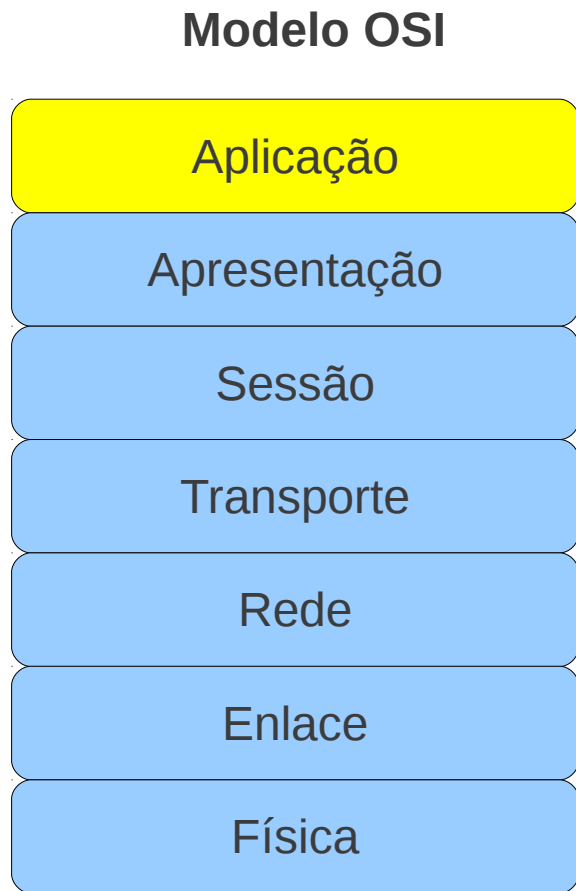 Modelo OSI
Aplicação
Apresentação
Sessão
Transporte
Rede
Enlace
Física